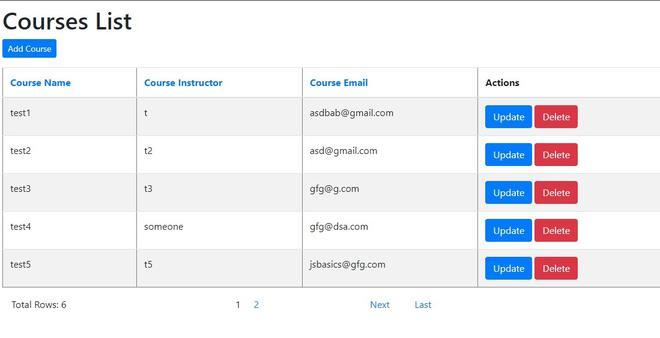 Courses List
Add Course
Course Name Course Instructor Course Email Actions
test1 t asdbab@gmail.com Update Delete
test2 t2 asd@gmail.com Update Delete
test3 t3 gfg@g.com Update Delete
test4 someone gfg@dsa.com Update Delete
test5 t5 jsbasics@gfg.com Update Delete
Total Rows: 6 1 2 Next Last